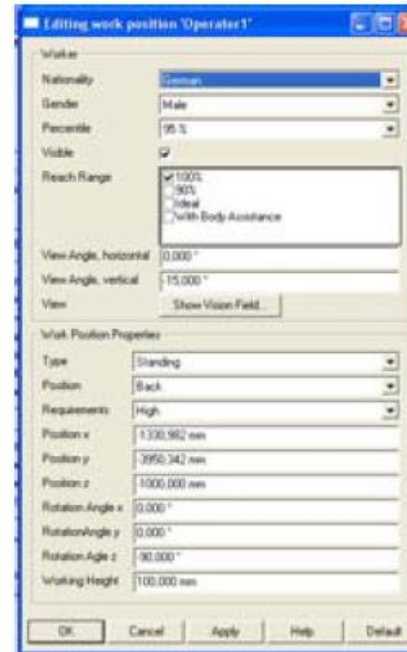 Editing work position 'Operator1'
Worker
Nationality German
Gender Male
Percentile 95 %
Visible
Reach Range 100%
90%
Ideal
With Body Assistance
View Angle, horizontal 0,000 °
View Angle, vertical -15,000 °
View Show Vision Field...
Work Position Properties
Type Standing
Position Back
Requirements High
Position x -1330,982 mm
Position y -3950,342 mm
Position z -1000,000 mm
Rotation Angle x 0,000 °
RotationAngle y 0,000 °
Rotation Agle z -90,000 °
Working Height 100,000 mm
OK Cancel Apply Help Default